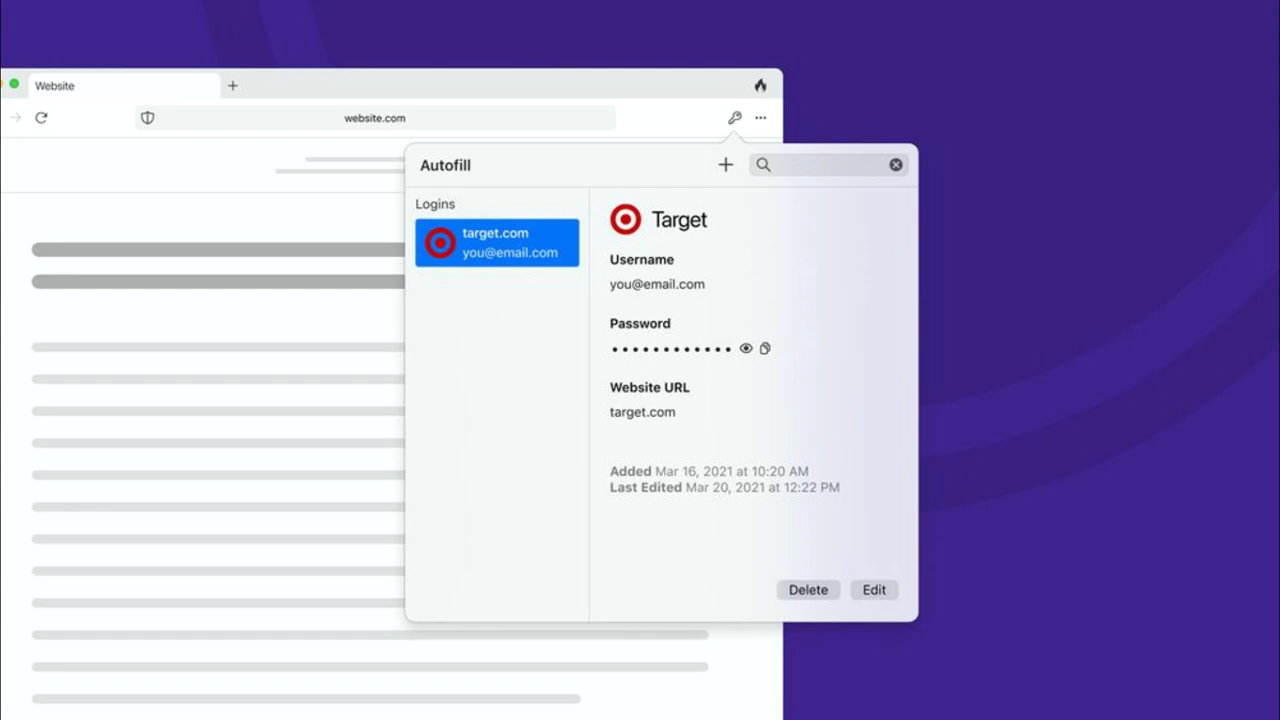 Website
website.com
Autofill
Logins
target.com
you@email.com
Target
Username
you@email.com
Password
Website URL
target.com
Added Mar 16, 2021 at 10:20 AM
Last Edited Mar 20, 2021 at 12:22 PM
Delete Edit